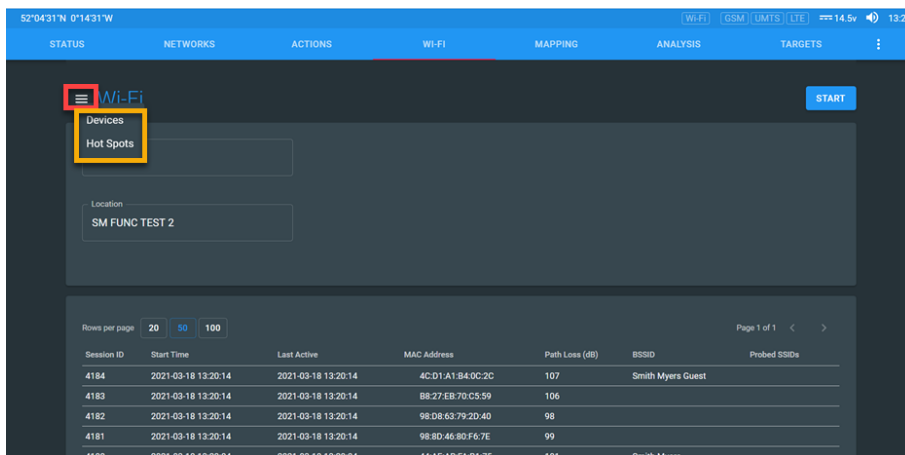 52°04'31"N 0°14'31"W Wi-Fi GSM UMTS LTE 14.5v 13:2
STATUS NETWORKS ACTIONS WI-FI MAPPING ANALYSIS TARGETS
Wi-Fi START
Devices
Hot Spots
Location
SM FUNC TEST 2
Rows per page 20 50 100 Page 1 of 1
Session ID Start Time Last Active MAC Address Path Loss (dB) BSSID Probed SSIDs
4184 2021-03-18 13:20:14 2021-03-18 13:20:14 4C:D1:A1:B4:0C:2C 107 Smith Myers Guest
4183 2021-03-18 13:20:14 2021-03-18 13:20:14 B8:27:EB:70:C5:59 106
4182 2021-03-18 13:20:14 2021-03-18 13:20:14 98:D8:63:79:2D:40 98
4181 2021-03-18 13:20:14 2021-03-18 13:20:14 98:8D:46:80:F6:7E 99